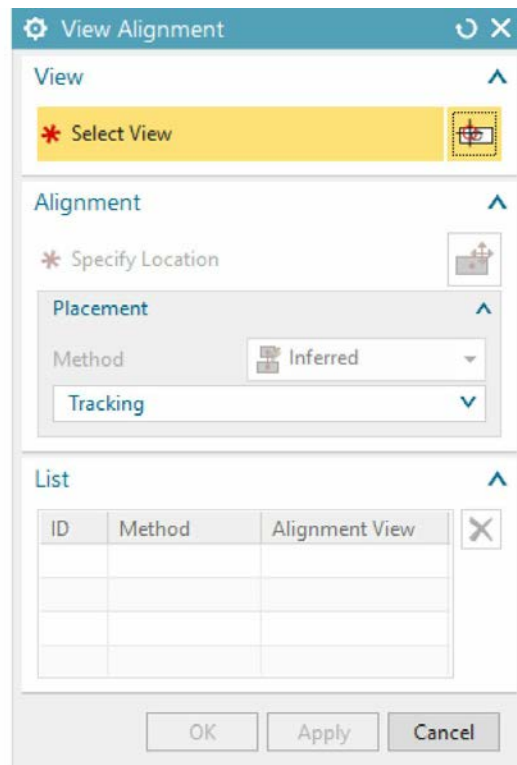 View Alignment
View
* Select View
Alignment
* Specify Location
Placement
Method Inferred
Tracking
List
ID Method Alignment View
OK Apply Cancel